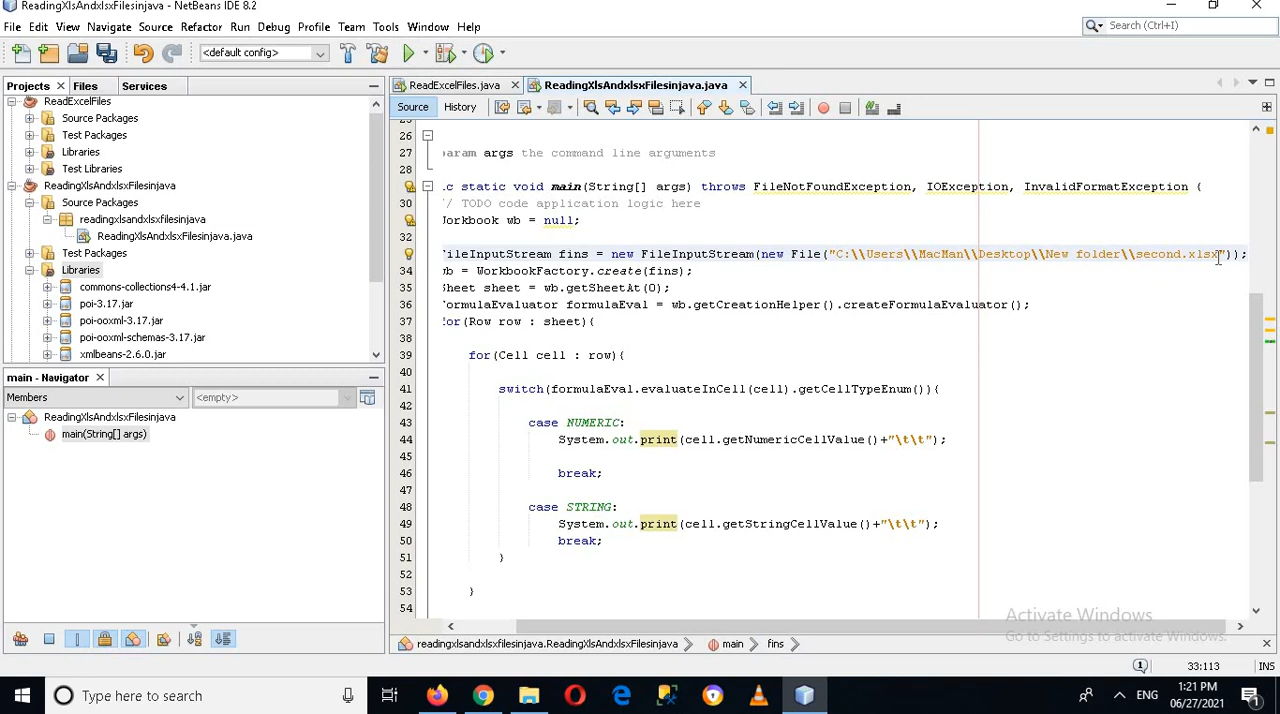 ReadingXlsAndxlsxFilesinjava - NetBeans IDE 8.2
File Edit View Navigate Source Refactor Run Debug Profile Team Tools Window Help
Search (Ctrl+I)
<default config>
Projects Files Services
ReadExcelFiles
Source Packages
Test Packages
Libraries
Test Libraries
ReadingXlsAndxlsxFilesinjava
Source Packages
readingxlsandxlsxfilesinjava
ReadingXlsAndxlsxFilesinjava.java
Test Packages
Libraries
commons-collections4-4.1.jar
poi-3.17.jar
poi-ooxml-3.17.jar
poi-ooxml-schemas-3.17.jar
xmlbeans-2.6.0.jar
main - Navigator
Members <empty>
ReadingXlsAndxlsxFilesinjava
main(String[] args)
ReadExcelFiles.java ReadingXlsAndxlsxFilesinjava.java
Source History
26
27 param args the command line arguments
28
c static void main(String[] args) throws FileNotFoundException, IOException, InvalidFormatException {
30 // TODO code application logic here
Workbook wb = null;
32
FileInputStream fins = new FileInputStream(new File("C:\\Users\\MacMan\\Desktop\\New folder\\second.xlsx"));
34 wb = WorkbookFactory.create(fins);
35 Sheet sheet = wb.getSheetAt(0);
36 FormulaEvaluator formulaEval = wb.getCreationHelper().createFormulaEvaluator();
37 for(Row row : sheet){
38
39 for(Cell cell : row){
40
41 switch(formulaEval.evaluateInCell(cell).getCellTypeEnum()){
42
43 case NUMERIC:
44 System.out.print(cell.getNumericCellValue()+"\t\t");
45
46 break;
47
48 case STRING:
49 System.out.print(cell.getStringCellValue()+"\t\t");
50 break;
51 }
52
53 }
54
Activate Windows
Go to Settings to activate Windows.
readingxlsandxlsxfilesinjava.ReadingXlsAndxlsxFilesinjava main fins
1 33:113 INS
Type here to search
ENG
1:21 PM
06/27/2021
1